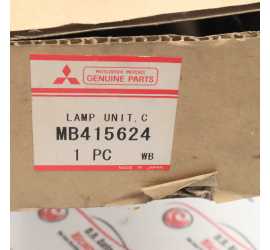 MITSUBISHI MOTORS
GENUINE PARTS
LAMP UNIT, C
MB415624
1 PC WB
MADE IN JAPAN